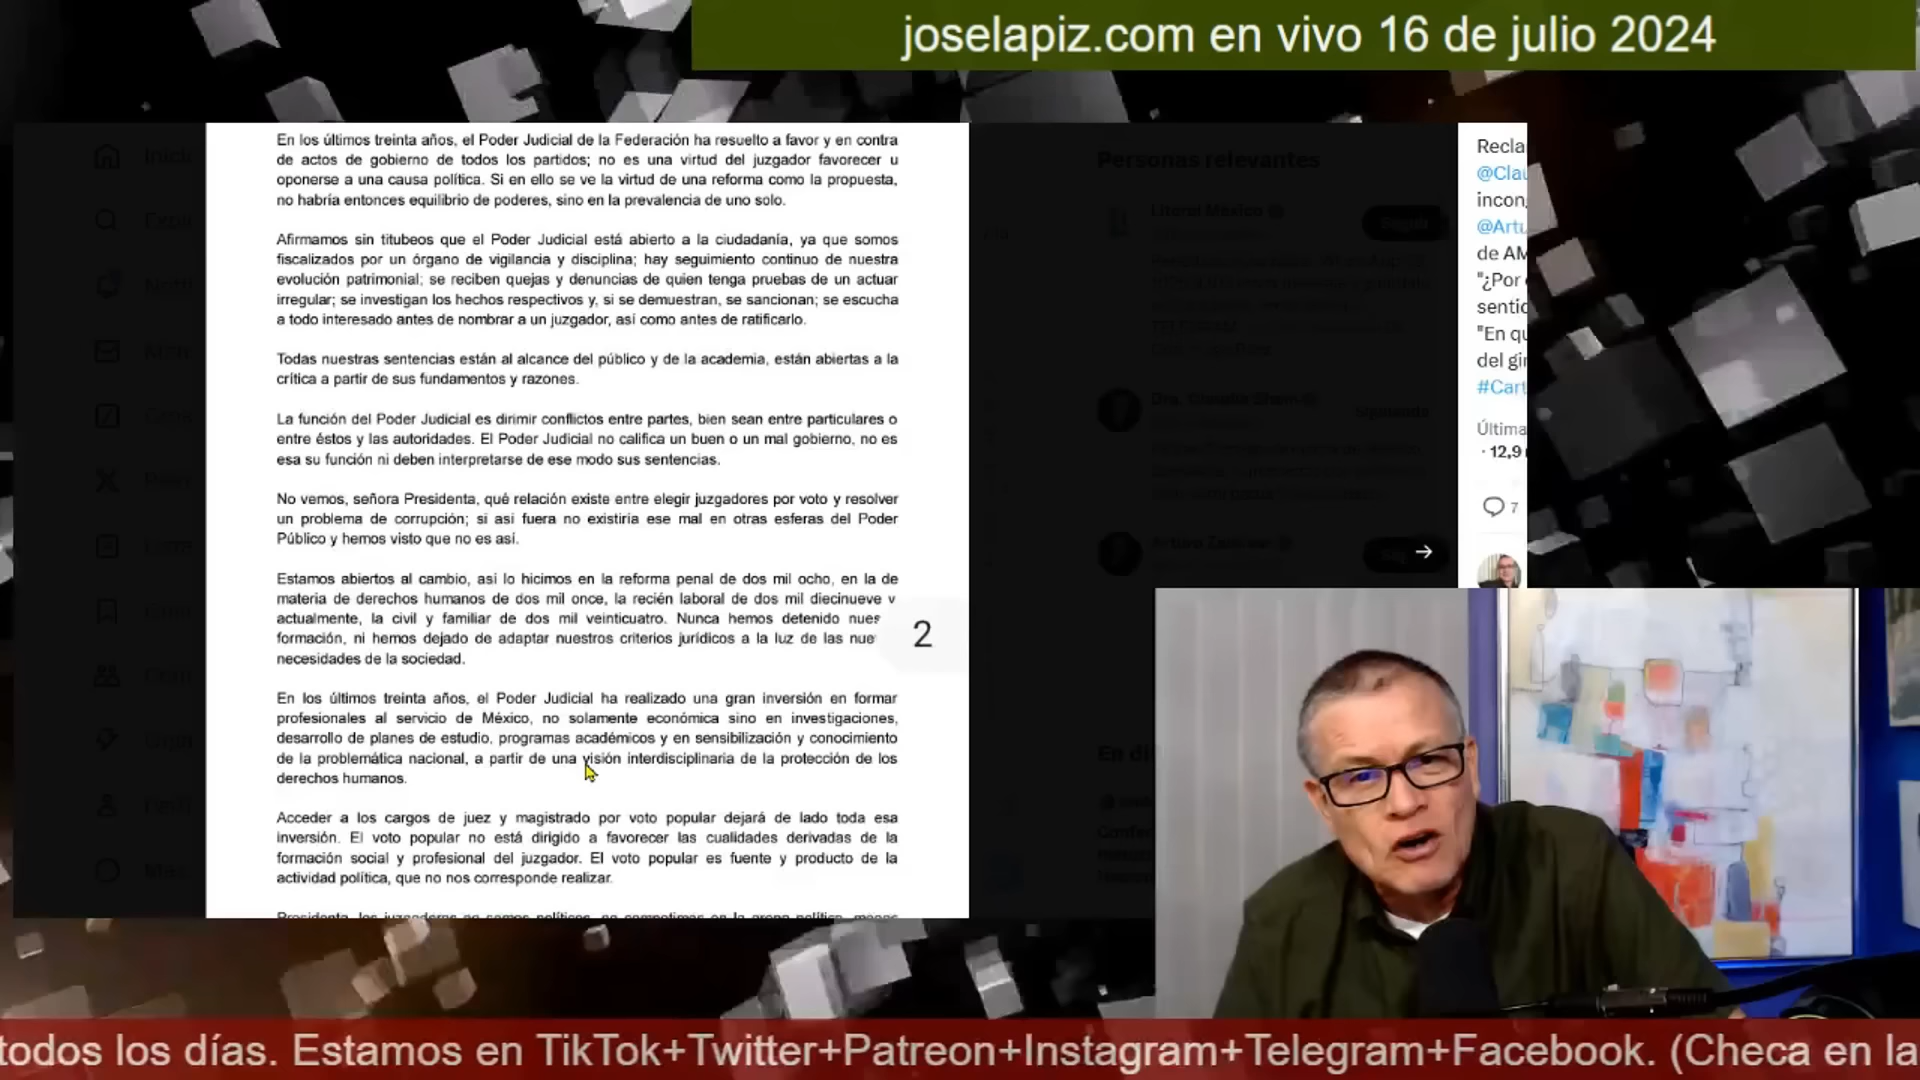 joselapiz.com en vivo 16 de julio 2024
En los últimos treinta años, el Poder Judicial de la Federación ha resuelto a favor y en contra
de actos de gobierno de todos los partidos; no es una virtud del juzgador favorecer u
oponerse a una causa política. Si en ello se ve la virtud de una reforma como la propuesta,
no habría entonces equilibrio de poderes, sino en la prevalencia de uno solo.
Afirmamos sin titubeos que el Poder Judicial está abierto a la ciudadanía, ya que somos
fiscalizados por un órgano de vigilancia y disciplina; hay seguimiento continuo de nuestra
evolución patrimonial; se reciben quejas y denuncias de quien tenga pruebas de un actuar
irregular; se investigan los hechos respectivos y, si se demuestran, se sancionan; se escucha
a todo interesado antes de nombrar a un juzgador, así como antes de ratificarlo.
Todas nuestras sentencias están al alcance del público y de la academia, están abiertas a la
crítica a partir de sus fundamentos y razones.
La función del Poder Judicial es dirimir conflictos entre partes, bien sean entre particulares o
entre éstos y las autoridades. El Poder Judicial no califica un buen o un mal gobierno, no es
esa su función ni deben interpretarse de ese modo sus sentencias.
No vemos, señora Presidenta, qué relación existe entre elegir juzgadores por voto y resolver
un problema de corrupción; si así fuera no existiría ese mal en otras esferas del Poder
Público y hemos visto que no es así.
Estamos abiertos al cambio, así lo hicimos en la reforma penal de dos mil ocho, en la de
materia de derechos humanos de dos mil once, la recién laboral de dos mil diecinueve y
actualmente, la civil y familiar de dos mil veinticuatro. Nunca hemos detenido nues
formación, ni hemos dejado de adaptar nuestros criterios jurídicos a la luz de las nue
necesidades de la sociedad.
2
En los últimos treinta años, el Poder Judicial ha realizado una gran inversión en formar
profesionales al servicio de México, no solamente económica sino en investigaciones,
desarrollo de planes de estudio, programas académicos y en sensibilización y conocimiento
de la problemática nacional, a partir de una visión interdisciplinaria de la protección de los
derechos humanos.
Acceder a los cargos de juez y magistrado por voto popular dejará de lado toda esa
inversión. El voto popular no está dirigido a favorecer las cualidades derivadas de la
formación social y profesional del juzgador. El voto popular es fuente y producto de la
actividad política, que no nos corresponde realizar.
Personas relevantes
Literal México
Dra. Claudia Shein
Siguiendo
Arturo Zaldívar
En di
Recla
@Clau
incon
@Artu
de AM
"¿Por
sentic
"En qu
del gir
#Cart
Última
· 12,9
7
todos los días. Estamos en TikTok+Twitter+Patreon+Instagram+Telegram+Facebook. (Checa en la